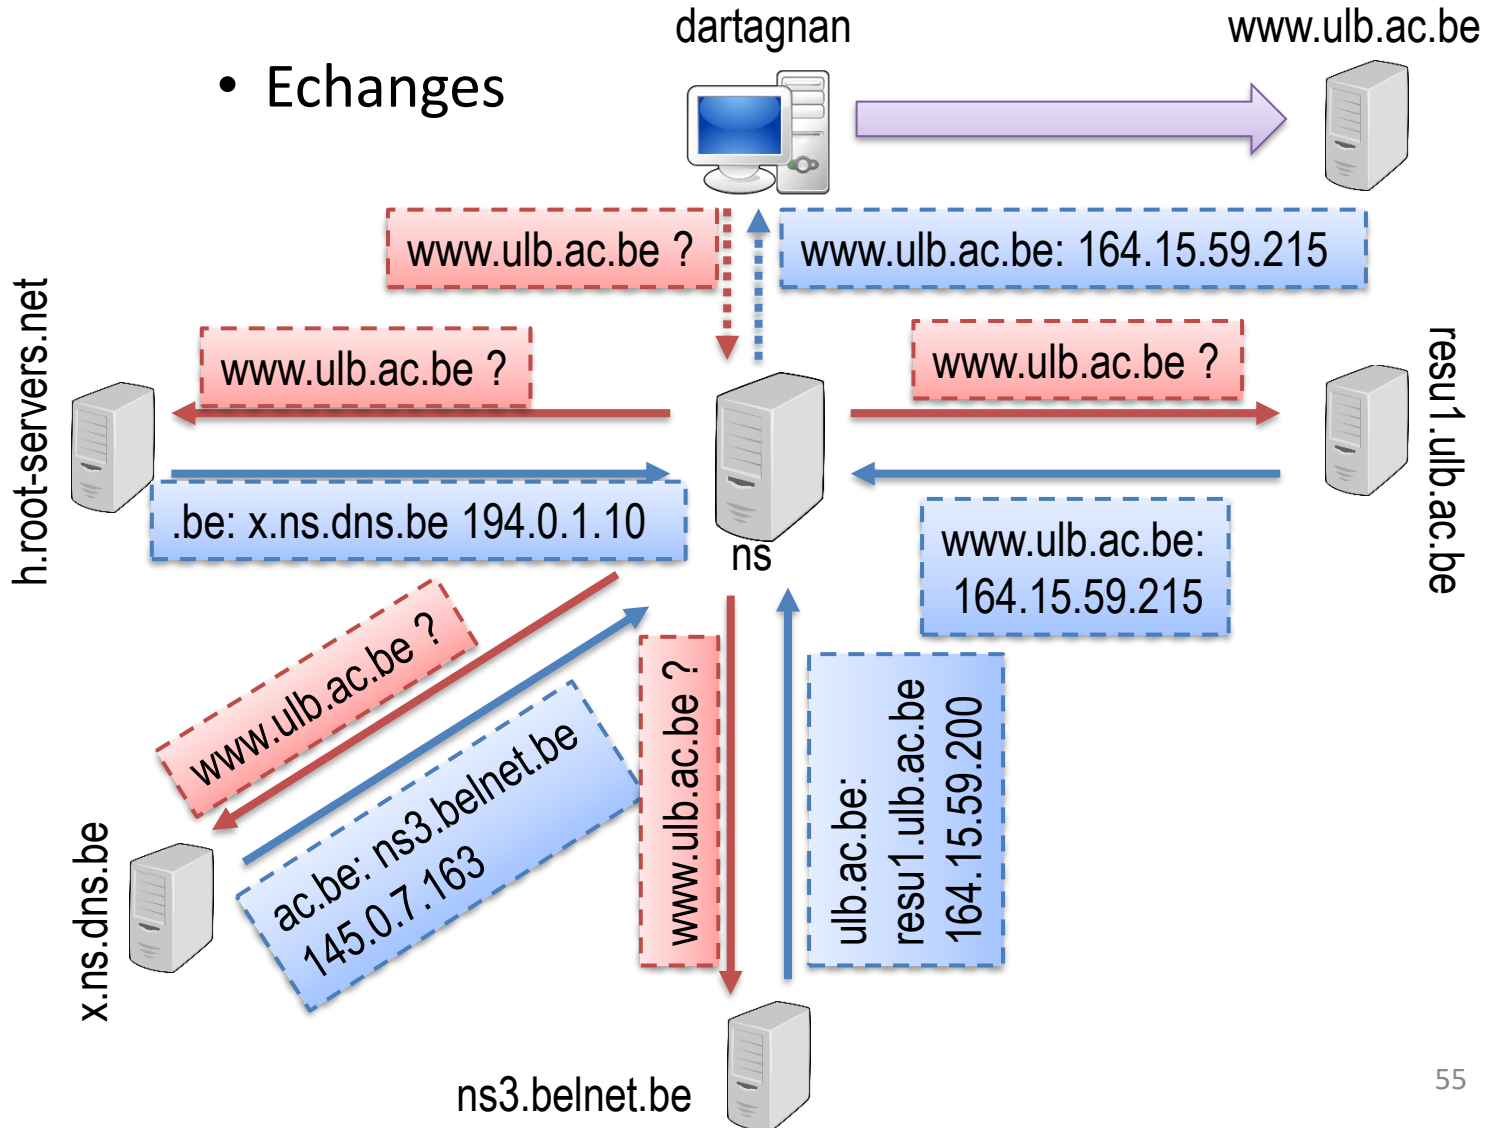 dartagnan
www.ulb.ac.be
• Echanges
www.ulb.ac.be ?
www.ulb.ac.be: 164.15.59.215
h.root-servers.net
www.ulb.ac.be ?
www.ulb.ac.be ?
resu1.ulb.ac.be
.be: x.ns.dns.be 194.0.1.10
ns
www.ulb.ac.be:
164.15.59.215
www.ulb.ac.be ?
ac.be: ns3.belnet.be
145.0.7.163
www.ulb.ac.be ?
ulb.ac.be:
resu1.ulb.ac.be
164.15.59.200
x.ns.dns.be
ns3.belnet.be
55